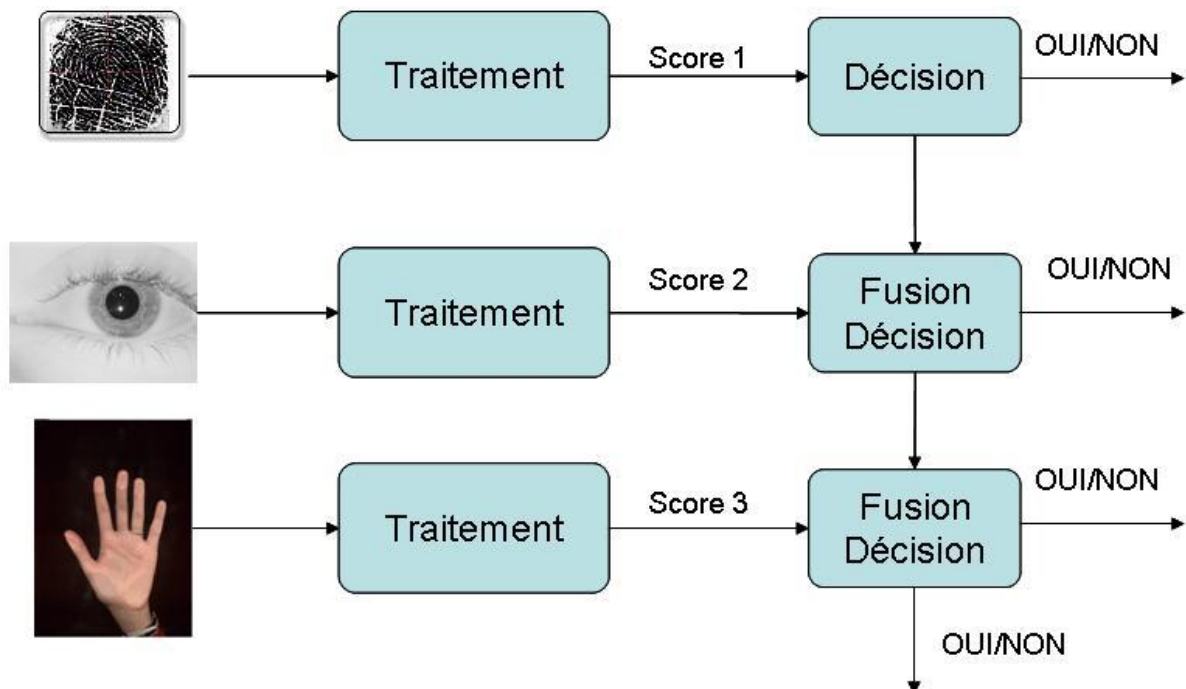 OUI/NON
Traitement
Score 1
Décision
Traitement
Score 2
Fusion
Décision
OUI/NON
Traitement
Score 3
Fusion
Décision
OUI/NON
OUI/NON